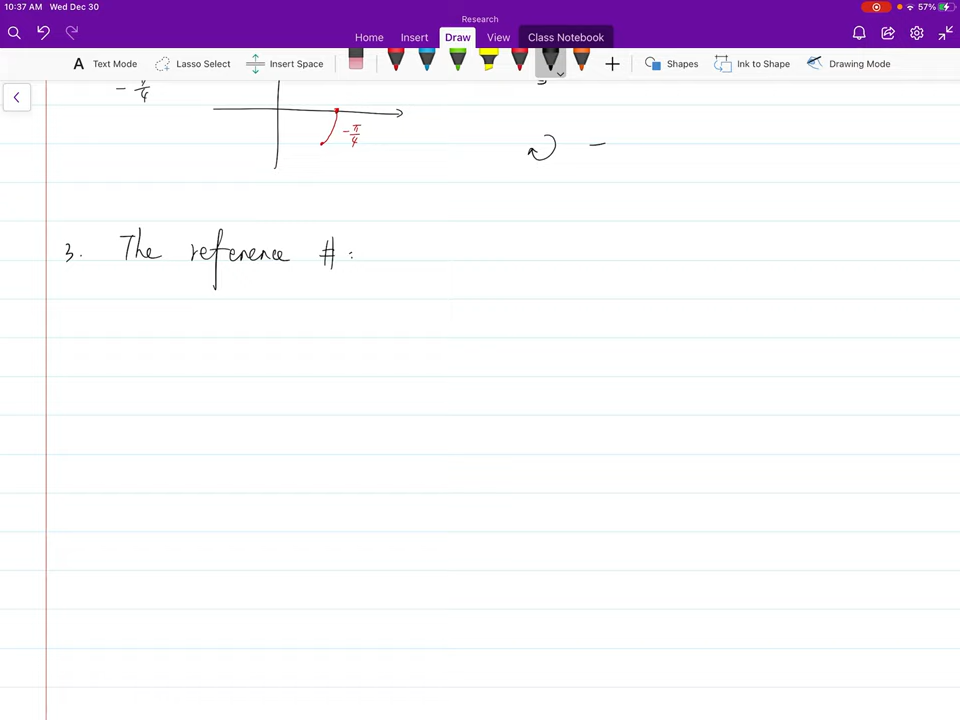 10:37 AM Wed Dec 30
57%
Research
Home Insert Draw View Class Notebook
Text Mode Lasso Select Insert Space Shapes Ink to Shape Drawing Mode
- π/4
-π/4
-
3. The reference # :